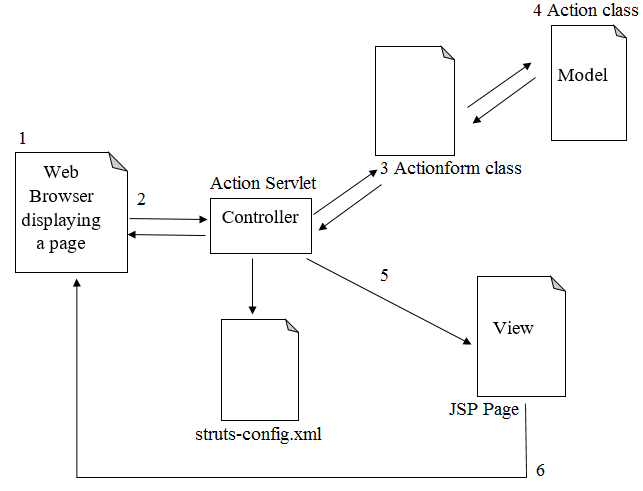 4 Action class
Model
3 Actionform class
1
Web
Browser
displaying
a page
2
Action Servlet
Controller
5
View
JSP Page
struts-config.xml
6